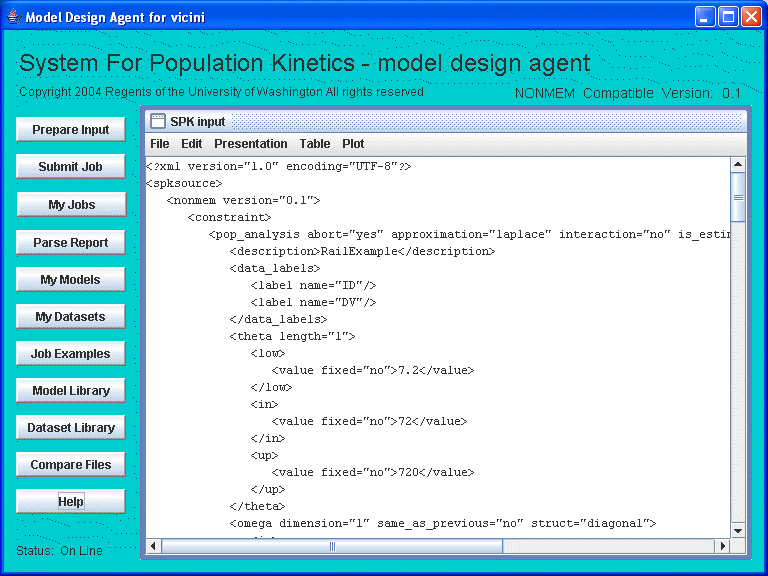 Model Design Agent for vicini
System For Population Kinetics - model design agent
Copyright 2004 Regents of the University of Washington All rights reserved
NONMEM Compatible Version: 0.1
Prepare Input
Submit Job
My Jobs
Parse Report
My Models
My Datasets
Job Examples
Model Library
Dataset Library
Compare Files
Help
Status: On Line
SPK input
File Edit Presentation Table Plot
<?xml version="1.0" encoding="UTF-8"?>
<spksource>
<nonmem version="0.1">
<constraint>
<pop_analysis abort="yes" approximation="laplace" interaction="no" is_estim
<description>RailExample</description>
<data_labels>
<label name="ID"/>
<label name="DV"/>
</data_labels>
<theta length="1">
<low>
<value fixed="no">7.2</value>
</low>
<in>
<value fixed="no">72</value>
</in>
<up>
<value fixed="no">720</value>
</up>
</theta>
<omega dimension="1" same_as_previous="no" struct="diagonal">